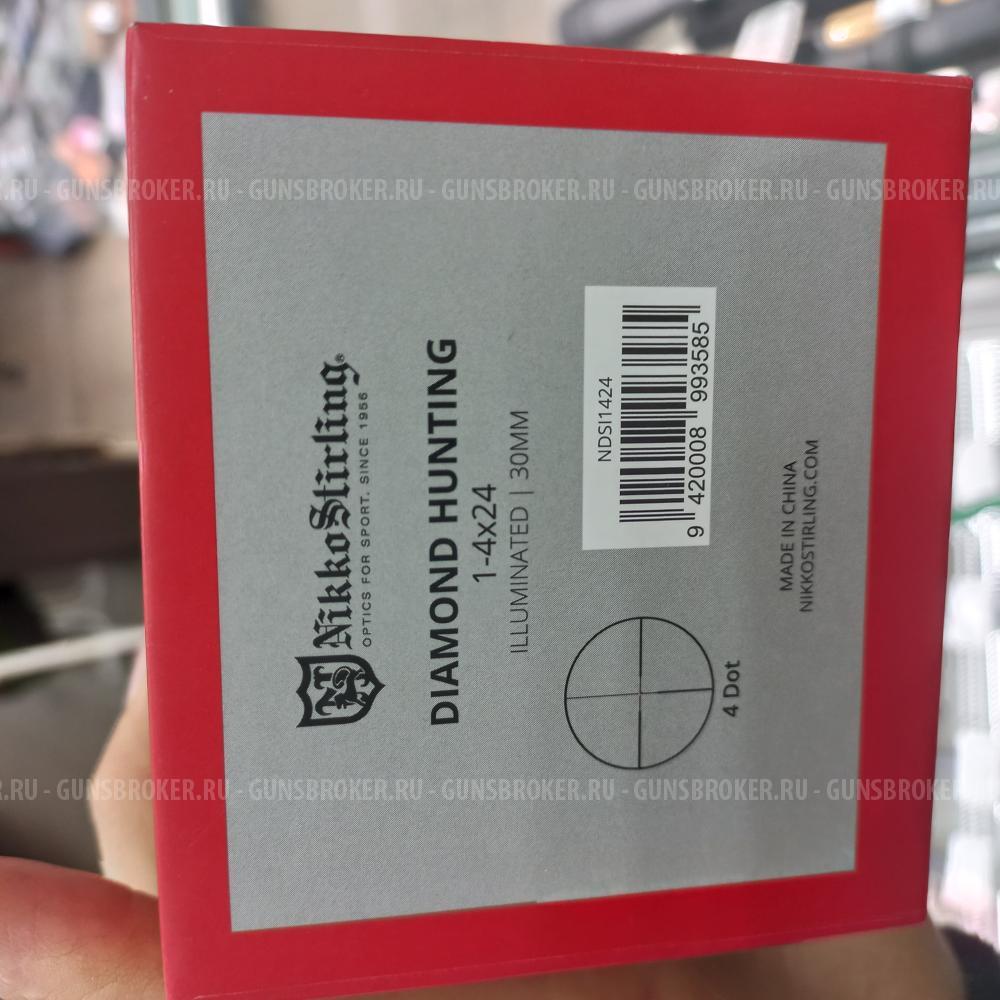 GUNSBROKER.RU - GUNSBROKER.RU - GUNSBROKER.RU - GUNSBROKER.RU - GUNSBROKER.RU
NikkoStirling®
OPTICS FOR SPORT. SINCE 1956
DIAMOND HUNTING
1-4x24
ILLUMINATED | 30MM
4 Dot
NDSI1424
9 420008 993585
MADE IN CHINA
NIKKOSTIRLING.COM
.RU - GUNSBROKER.RU - GUNSBROKER.RU - GUNSBROKER.RU - GUNSBROKER.RU - GUNSBROKER